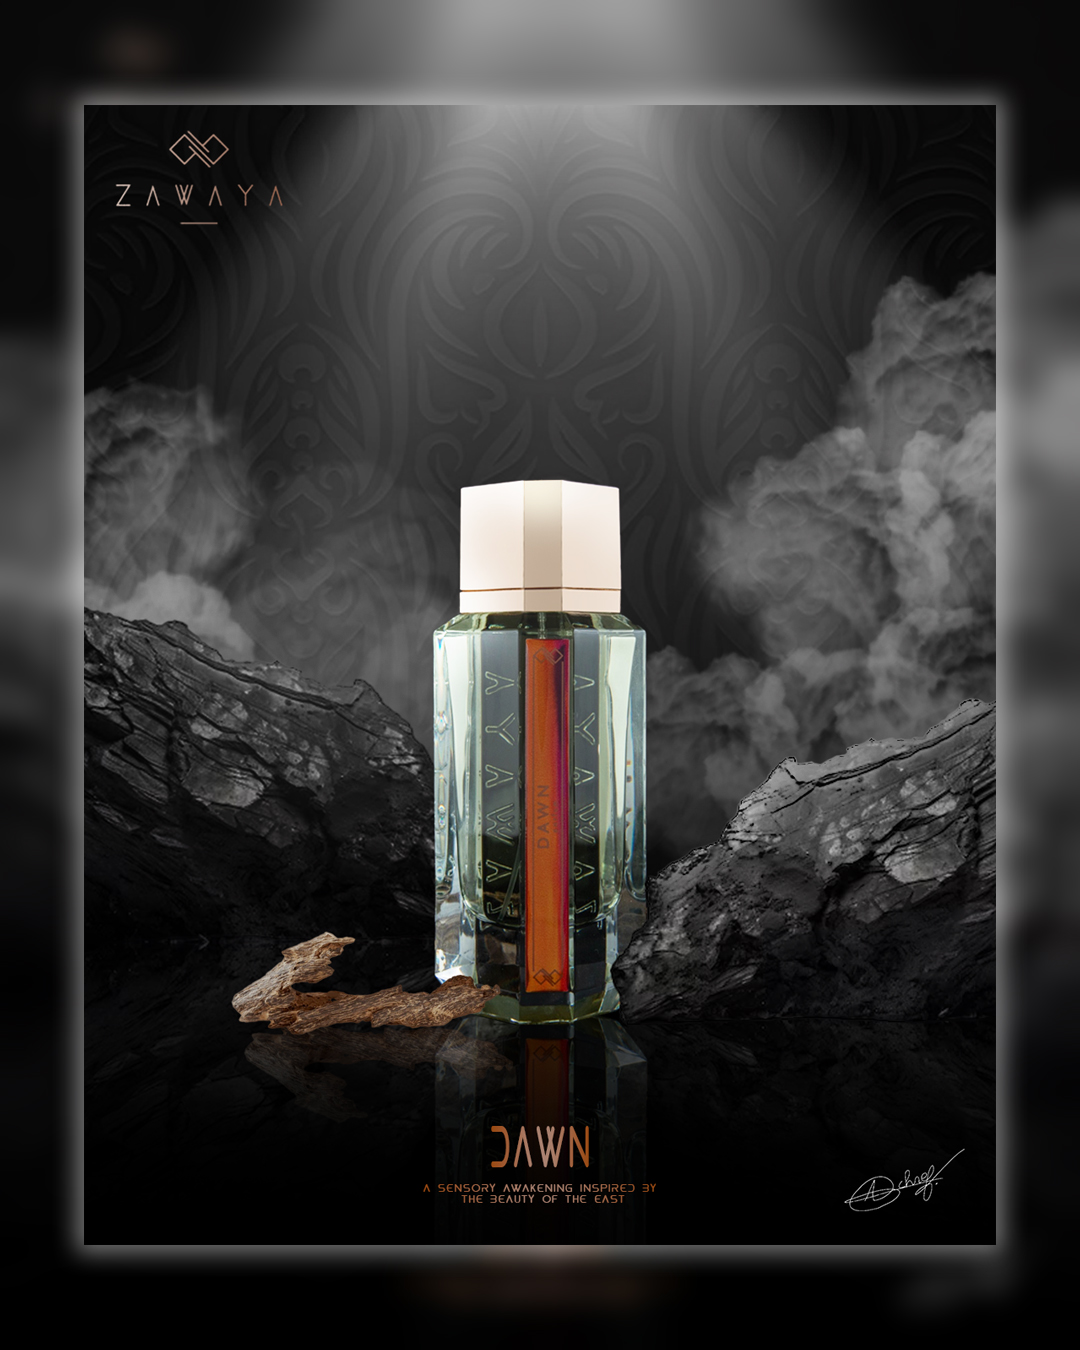 ZAWAYA
ZAWAYA
ZAWAYA
DAWN
DAWN
A SENSORY AWAKENING INSPIRED BY
THE BEAUTY OF THE EAST